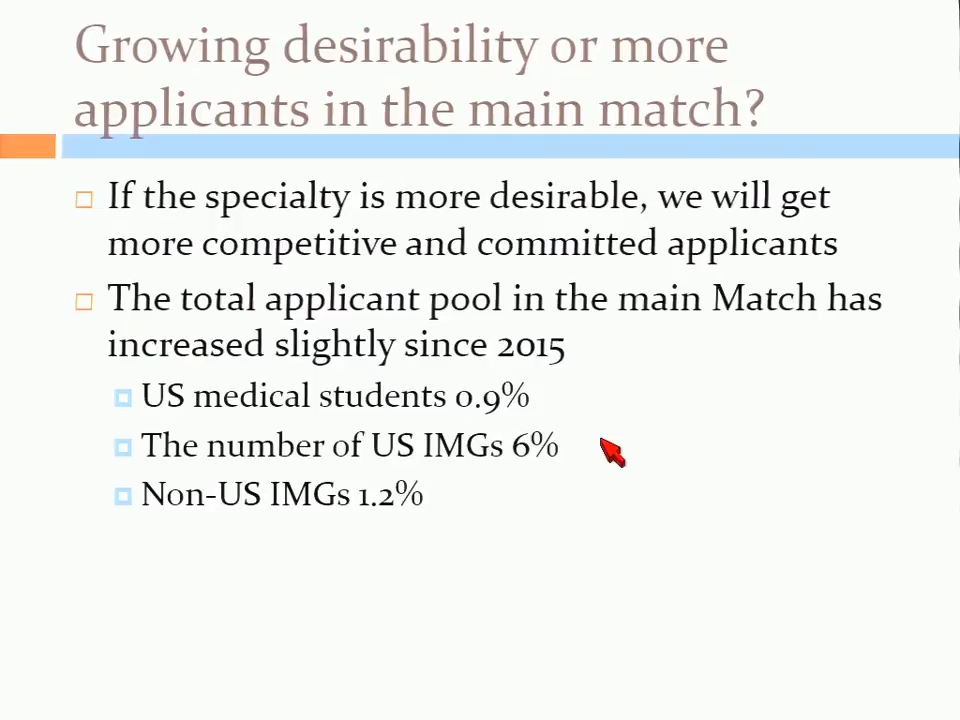 Growing desirability or more
applicants in the main match?
If the specialty is more desirable, we will get
more competitive and committed applicants
The total applicant pool in the main Match has
increased slightly since 2015
US medical students 0.9%
The number of US IMGs 6%
Non-US IMGs 1.2%